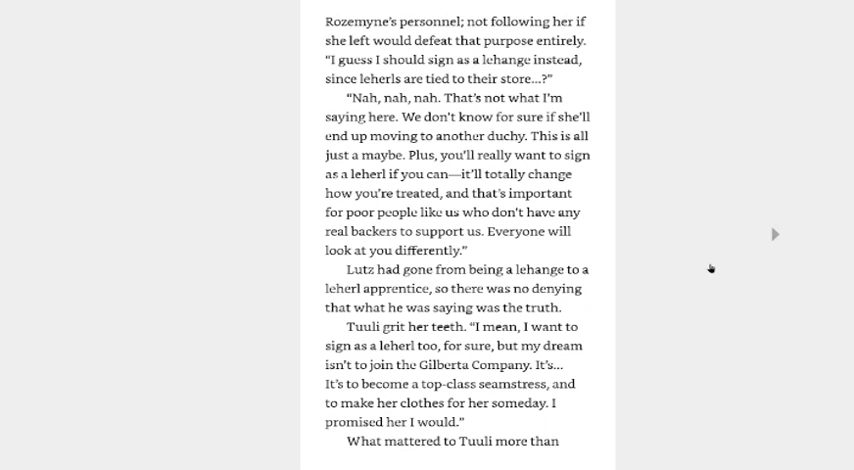 Rozemyne's personnel; not following her if
she left would defeat that purpose entirely.
“I guess I should sign as a lehange instead,
since leherls are tied to their store...?”
“Nah, nah, nah. That's not what I'm
saying here. We don't know for sure if she'll
end up moving to another duchy. This is all
just a maybe. Plus, you'll really want to sign
as a leherl if you can—it'll totally change
how you're treated, and that's important
for poor people like us who don't have any
real backers to support us. Everyone will
look at you differently.”
Lutz had gone from being a lehange to a
leherl apprentice, so there was no denying
that what he was saying was the truth.
Tuuli grit her teeth. “I mean, I want to
sign as a leherl too, for sure, but my dream
isn't to join the Gilberta Company. It's...
It's to become a top-class seamstress, and
to make her clothes for her someday. I
promised her I would.”
What mattered to Tuuli more than